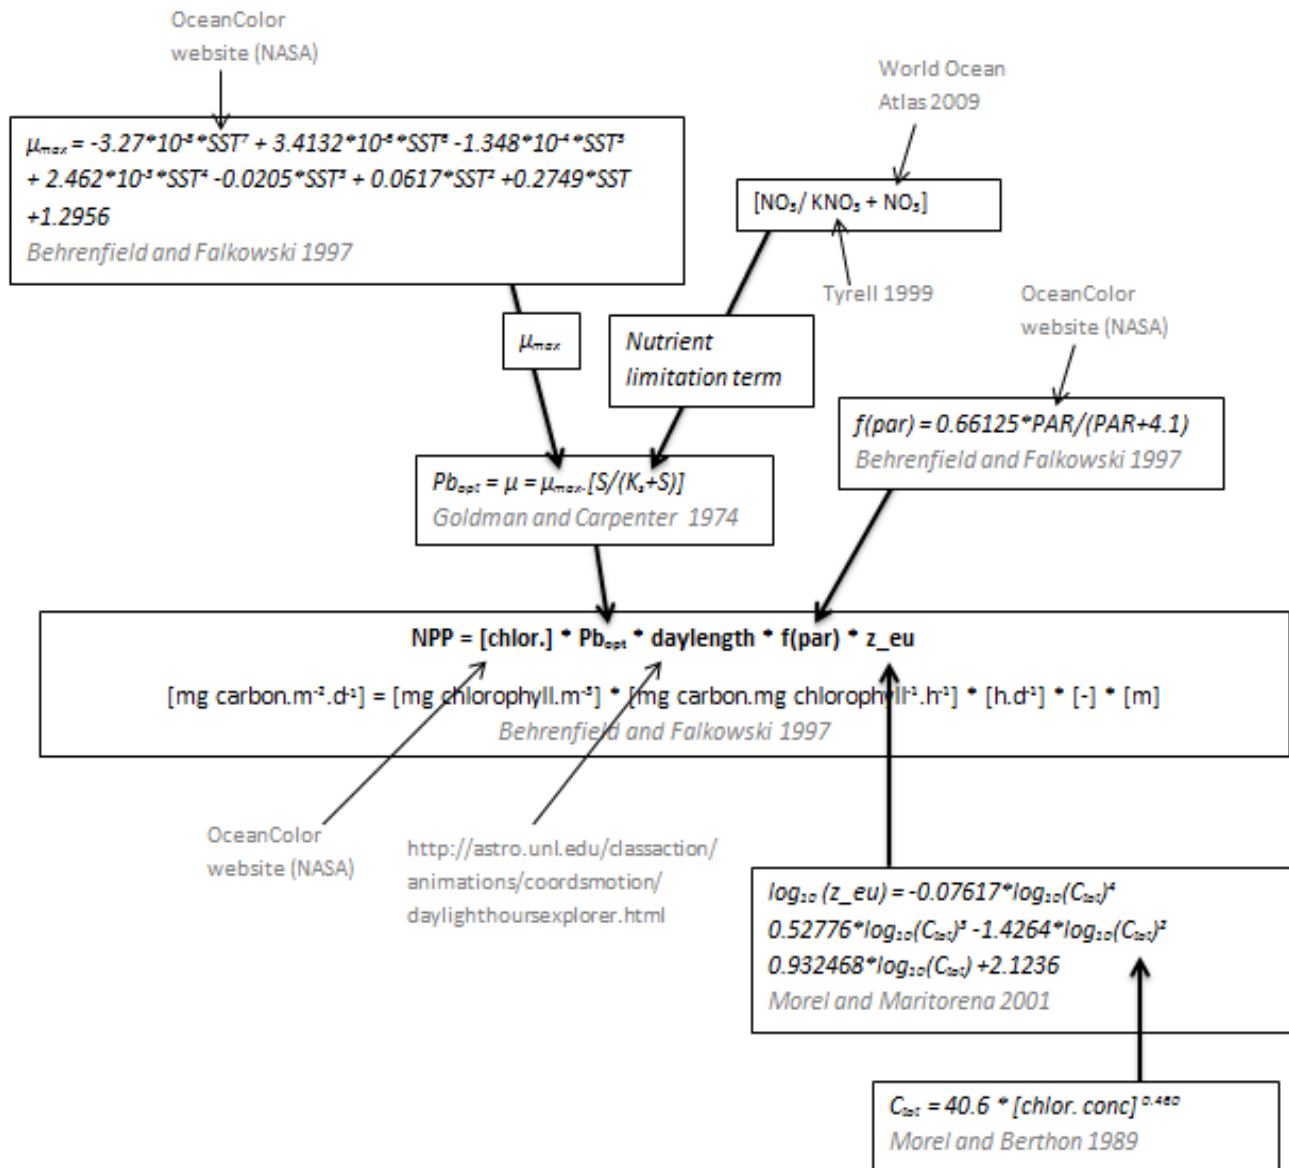 OceanColor
website (NASA)
World Ocean
Atlas 2009
μₘₐₓ = -3.27*10⁻⁸*SST⁷ + 3.4132*10⁻⁶*SST⁶ -1.348*10⁻⁴*SST⁵
+ 2.462*10⁻³*SST⁴ -0.0205*SST³ + 0.0617*SST² +0.2749*SST
+1.2956
Behrenfield and Falkowski 1997
[NO₃/ KNO₃ + NO₃]
Tyrell 1999
OceanColor
website (NASA)
μₘₐₓ
Nutrient
limitation term
f(par) = 0.66125*PAR/(PAR+4.1)
Behrenfield and Falkowski 1997
Pbₒₚₜ = μ = μₘₐₓ.[S/(Kₛ+S)]
Goldman and Carpenter 1974
NPP = [chlor.] * Pbₒₚₜ * daylength * f(par) * z_eu
[mg carbon.m⁻².d⁻¹] = [mg chlorophyll.m⁻³] * [mg carbon.mg chlorophyll⁻¹.h⁻¹] * [h.d⁻¹] * [-] * [m]
Behrenfield and Falkowski 1997
OceanColor
website (NASA)
http://astro.unl.edu/classaction/
animations/coordsmotion/
daylighthoursexplorer.html
log₁₀ (z_eu) = -0.07617*log₁₀(Cₜₒₜ)⁴
0.52776*log₁₀(Cₜₒₜ)³ -1.4264*log₁₀(Cₜₒₜ)²
0.932468*log₁₀(Cₜₒₜ) +2.1236
Morel and Maritorena 2001
Cₜₒₜ = 40.6 * [chlor. conc] ⁰·⁴⁶⁰
Morel and Berthon 1989